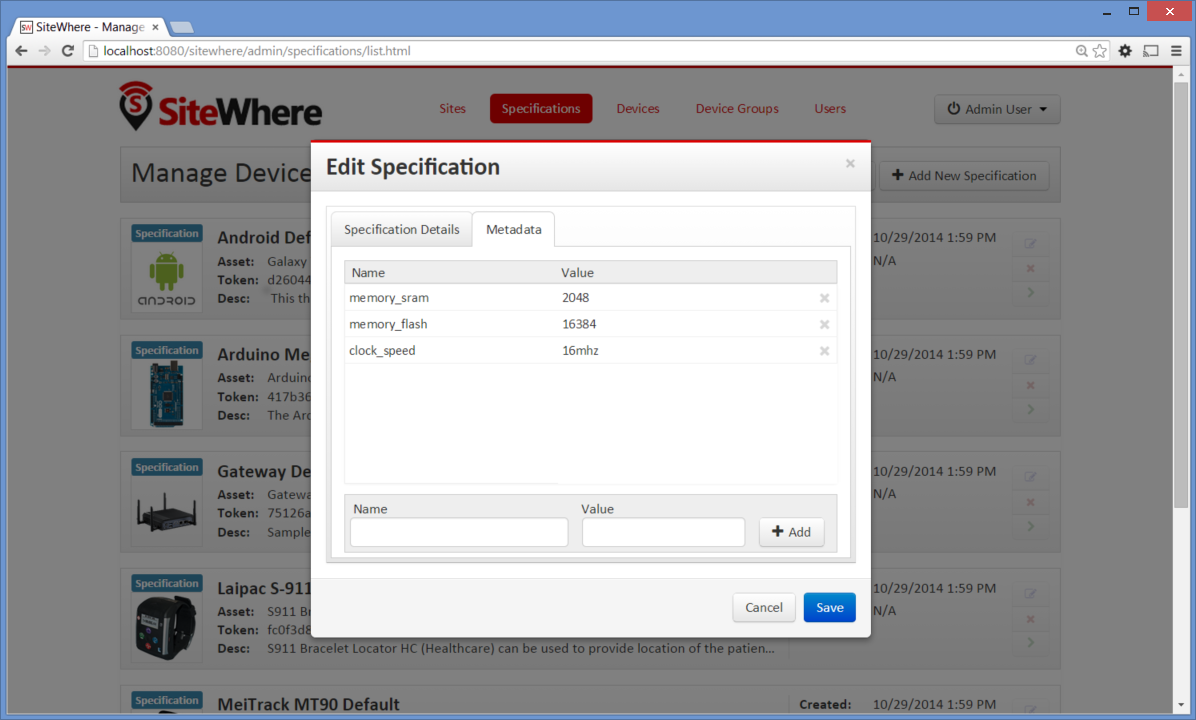 SW SiteWhere - Manage
localhost:8080/sitewhere/admin/specifications/list.html
SiteWhere
Sites Specifications Devices Device Groups Users Admin User
Manage Device
Add New Specification
Edit Specification
Specification Details Metadata
Name Value
memory_sram 2048
memory_flash 16384
clock_speed 16mhz
Name Value
Add
Cancel Save
Specification
Android Def
Asset: Galaxy
Token: d26044
Desc: This th
android
10/29/2014 1:59 PM
N/A
Specification
Arduino Me
Asset: Arduino
Token: 417b36
Desc: The Ard
10/29/2014 1:59 PM
N/A
Specification
Gateway De
Asset: Gatewa
Token: 75126a
Desc: Sample
10/29/2014 1:59 PM
N/A
Specification
Laipac S-911
Asset: S911 Br
Token: fc0f3d8
Desc: S911 Bracelet Locator HC (Healthcare) can be used to provide location of the patien...
10/29/2014 1:59 PM
N/A
Specification
MeiTrack MT90 Default
Created: 10/29/2014 1:59 PM